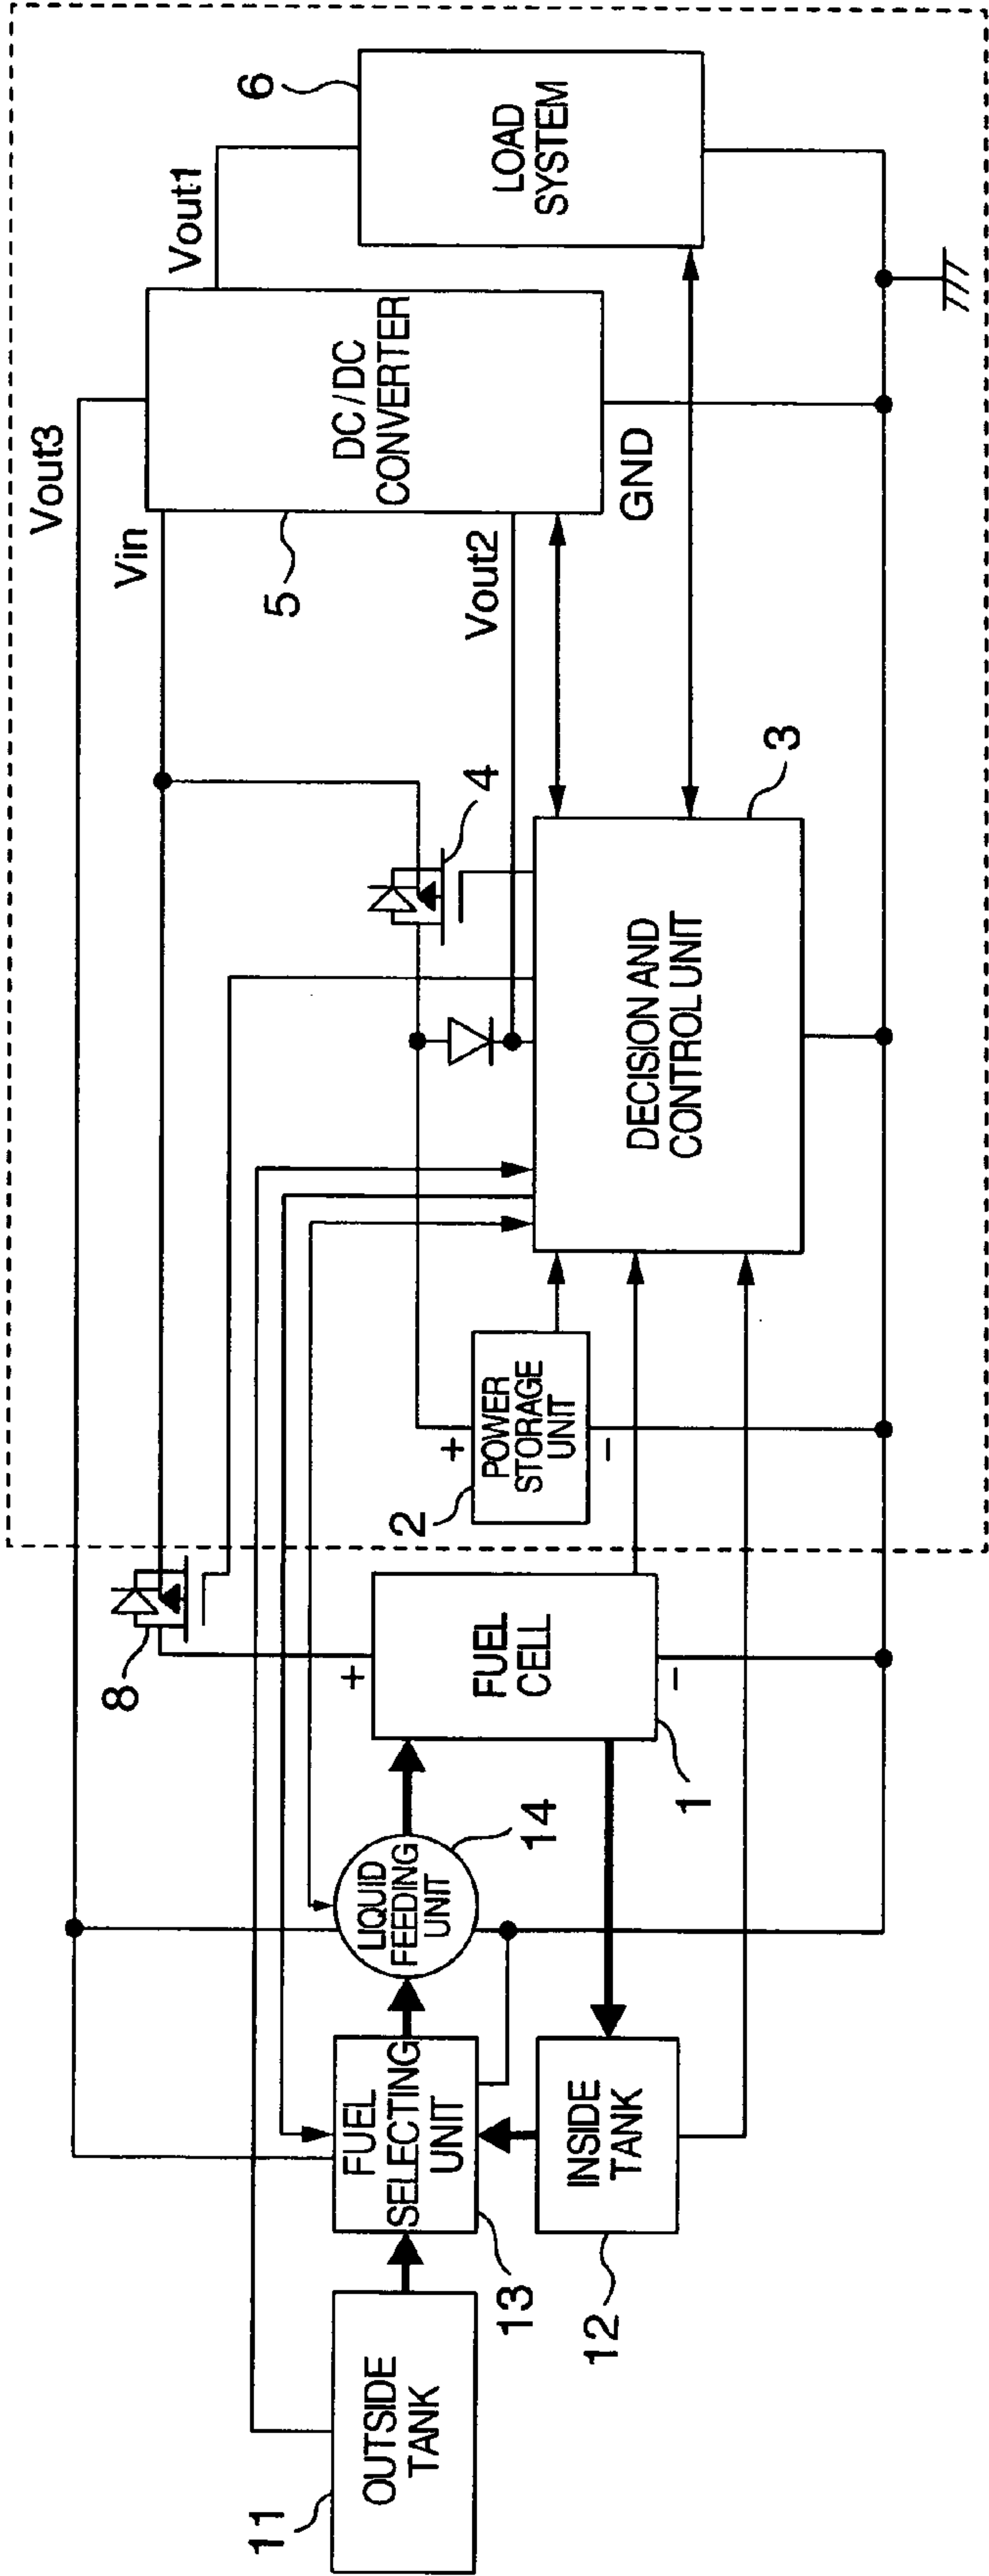 Vout3
Vin
Vout1
6
LOAD
SYSTEM
DC/DC
CONVERTER
5
Vout2
GND
4
3
DECISION AND
CONTROL UNIT
8
+
POWER
STORAGE
UNIT
−
2
+
FUEL
CELL
−
1
LIQUID
FEEDING
UNIT
14
FUEL
SELECTING
UNIT
13
INSIDE
TANK
12
OUTSIDE
TANK
11